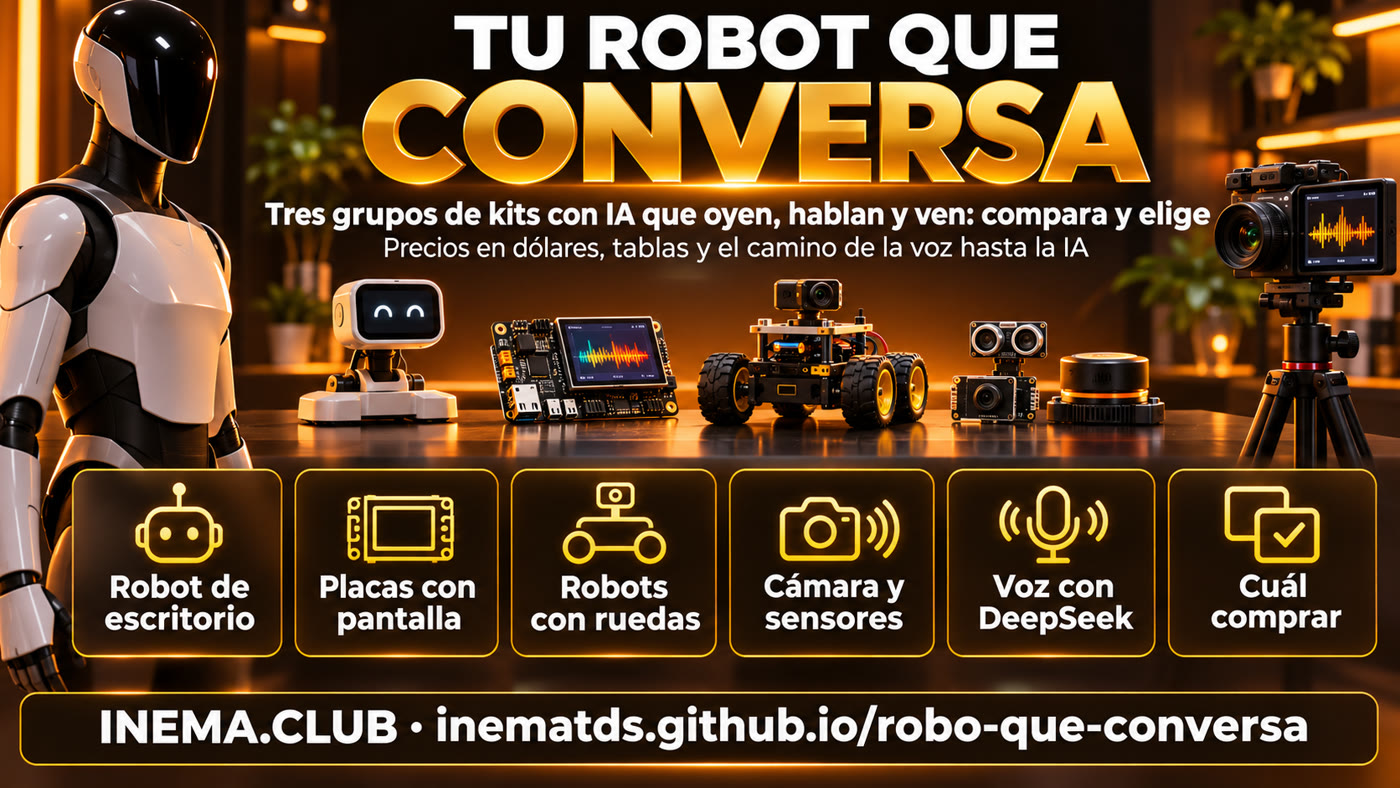 TU ROBOT QUE
CONVERSA
Tres grupos de kits con IA que oyen, hablan y ven: compara y elige
Precios en dólares, tablas y el camino de la voz hasta la IA
Robot de
escritorio
Placas con
pantalla
Robots
con ruedas
Cámara y
sensores
Voz con
DeepSeek
Cuál
comprar
INEMA.CLUB • inematds.github.io/robo-que-conversa